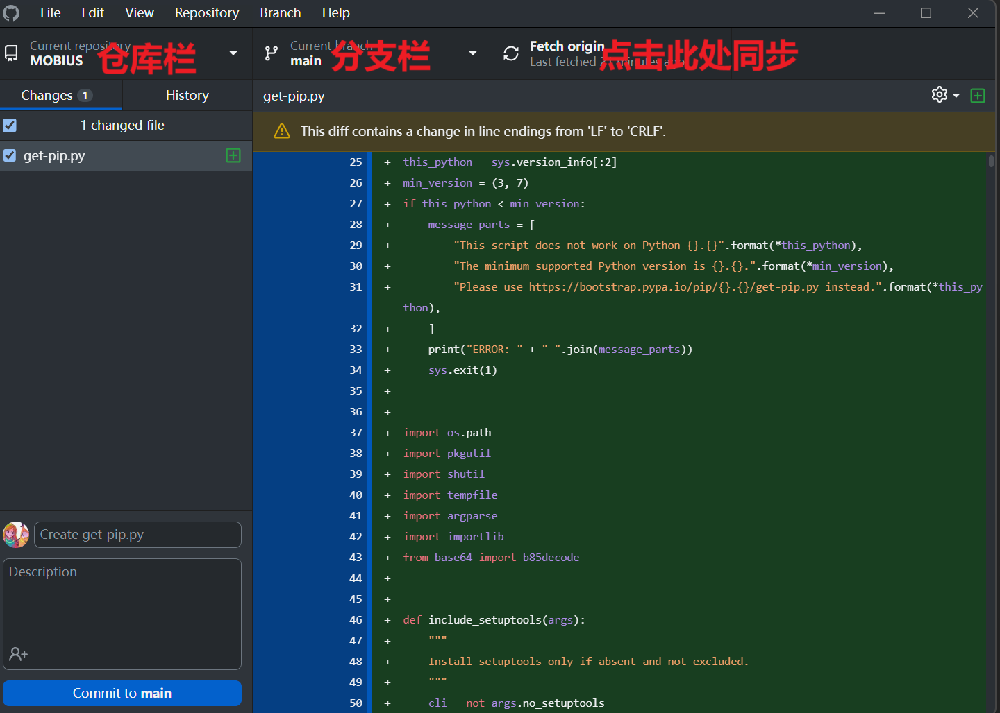 File Edit View Repository Branch Help
Current repository
MOBIUS
仓库栏
Current branch
main
分支栏
Fetch origin
Last fetched minutes ago
点击此处同步
Changes 1
History
get-pip.py
1 changed file
This diff contains a change in line endings from 'LF' to 'CRLF'.
get-pip.py
25 + this_python = sys.version_info[:2]
26 + min_version = (3, 7)
27 + if this_python < min_version:
28 + message_parts = [
29 + "This script does not work on Python {}.{}".format(*this_python),
30 + "The minimum supported Python version is {}.{}.".format(*min_version),
31 + "Please use https://bootstrap.pypa.io/pip/{}.{}/get-pip.py instead.".format(*this_py
thon),
32 + ]
33 + print("ERROR: " + " ".join(message_parts))
34 + sys.exit(1)
35 +
36 +
37 + import os.path
38 + import pkgutil
39 + import shutil
40 + import tempfile
41 + import argparse
42 + import importlib
43 + from base64 import b85decode
44 +
45 +
46 + def include_setuptools(args):
47 + """
48 + Install setuptools only if absent and not excluded.
49 + """
50 + cli = not args.no_setuptools
Create get-pip.py
Description
Commit to main